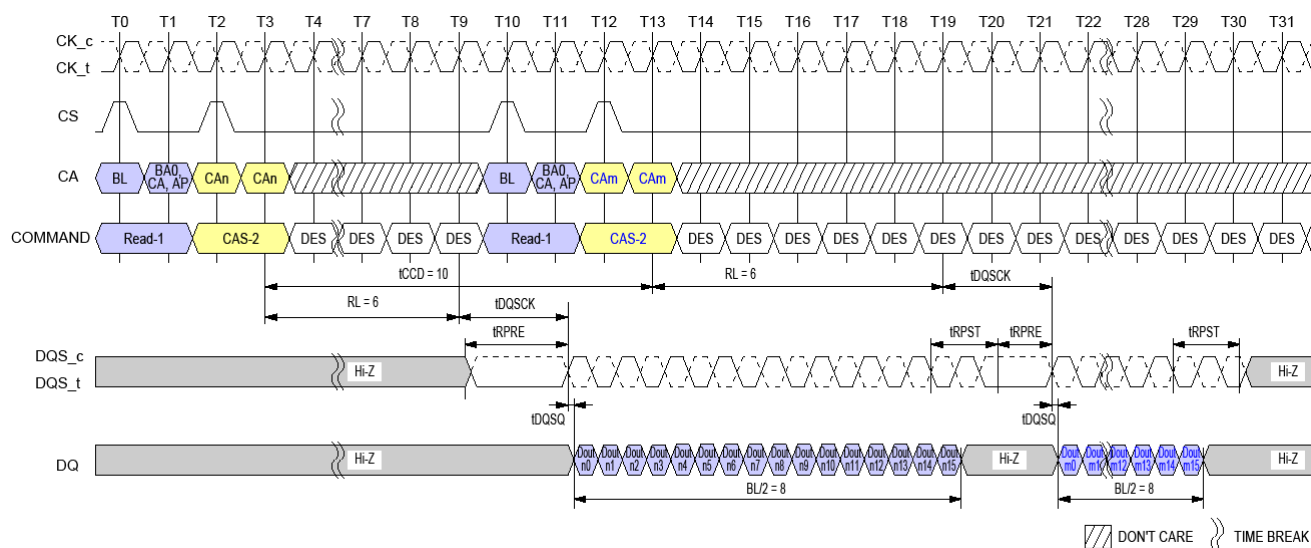 T0 T1 T2 T3 T4 T7 T8 T9 T10 T11 T12 T13 T14 T15 T16 T17 T18 T19 T20 T21 T22 T28 T29 T30 T31
CK_c
CK_t
CS
CA BL BA0, CA, AP CAn CAn BL BA0, CA, AP CAm CAm
COMMAND Read-1 CAS-2 DES DES DES DES Read-1 CAS-2 DES DES DES DES DES DES DES DES DES DES DES DES DES
tCCD = 10 RL = 6 tDQSCK
RL = 6 tDQSCK
tRPRE tRPST tRPRE tRPST
DQS_c
DQS_t
Hi-Z Hi-Z
tDQSQ tDQSQ
DQ Hi-Z Dout n0 Dout n1 Dout n2 Dout n3 Dout n4 Dout n5 Dout n6 Dout n7 Dout n8 Dout n9 Dout n10 Dout n11 Dout n12 Dout n13 Dout n14 Dout n15 Hi-Z Dout m0 Dout m1 Dout m12 Dout m13 Dout m14 Dout m15 Hi-Z
BL/2 = 8 BL/2 = 8
DON'T CARE TIME BREAK